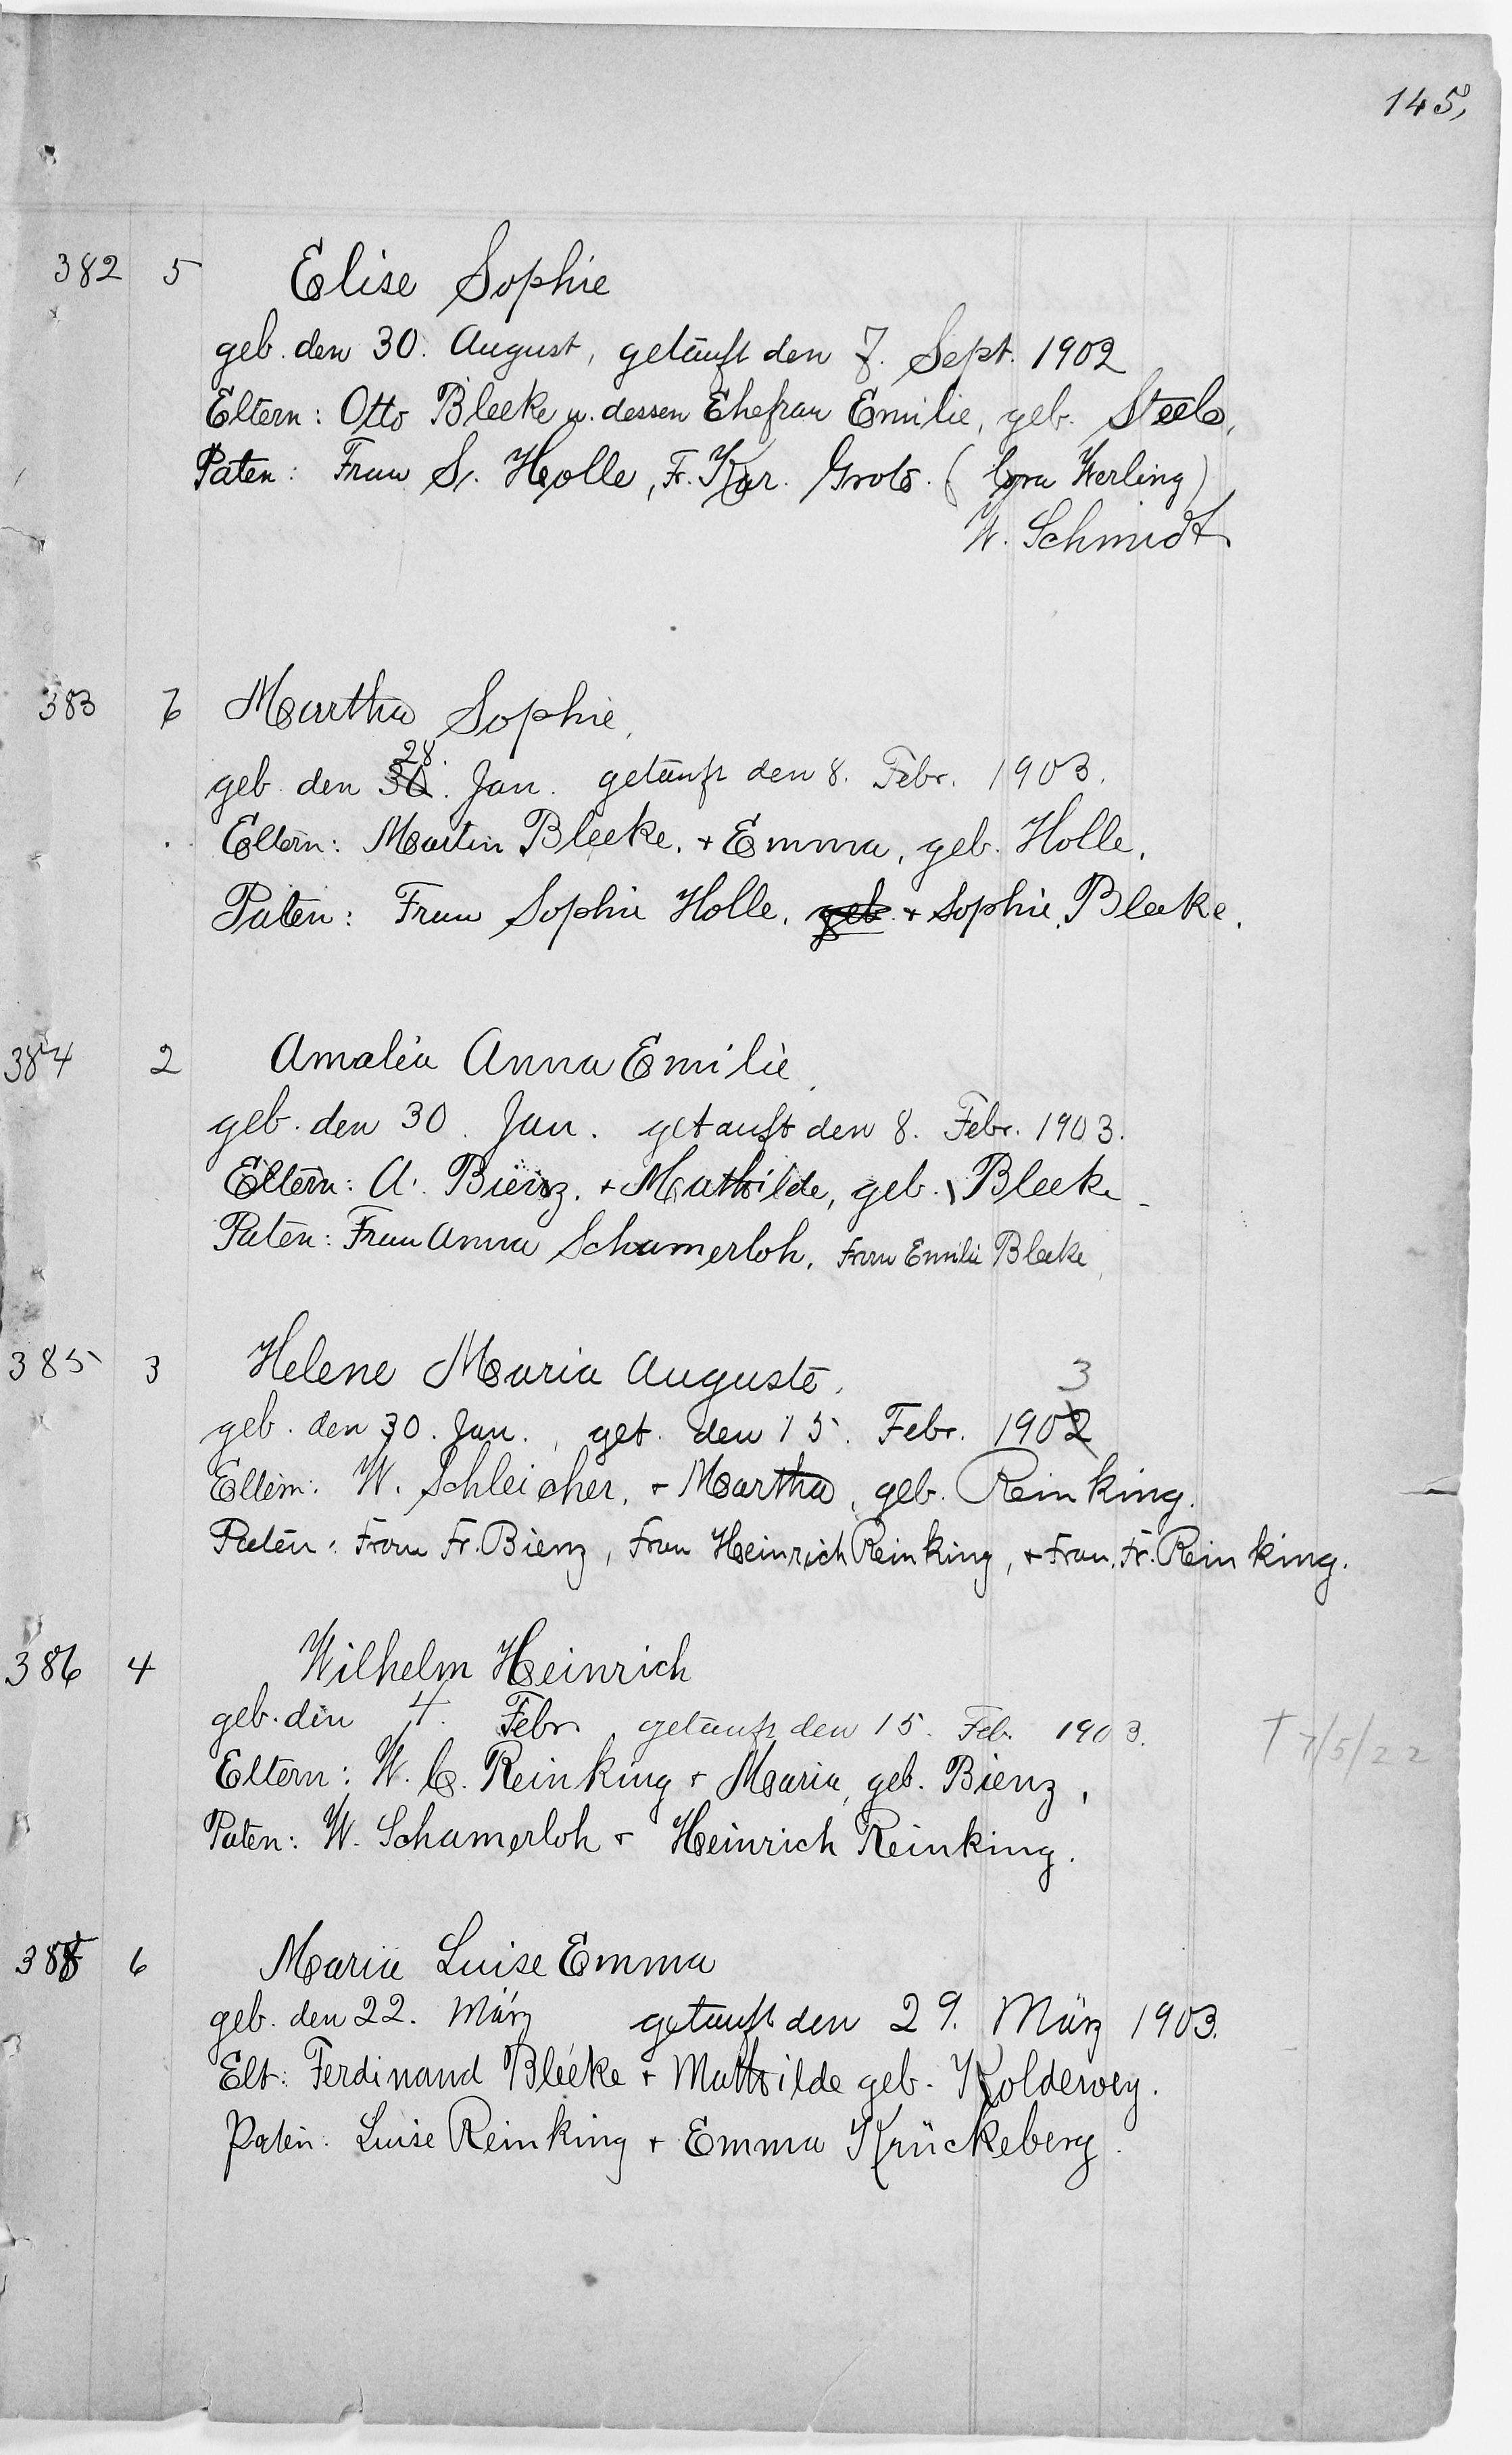 145,
382 5 Elise Sophie
geb. den 30. August, getauft den 7. Sept. 1902
Eltern: Otto Bleeke u. dessen Ehefrau Emilie, geb. Steele,
Paten: Frau S. Holle, F. Kar. Grote. ( Cora Werling)
W. Schmidt
383 Martha Sophie,
28.
geb. den 30. Jan. getauft den 8. Febr. 1903.
Eltern: Martin Bleeke. + Emma, geb. Holle.
Paten: Frau Sophie Holle, geb. + Sophie Bleeke.
384 2 Amalia Anna Emilie
geb. den 30. Jan. getauft den 8. Febr. 1903.
Eltern: A. Bienz. + Mathilde, geb. Bleeke
Paten: Frau Anna Schamerloh, Frau Emilie Bleeke
385 3 Helene Maria Auguste,
3
geb. den 30. Jan., get. den 15. Febr. 1902
Eltern: W. Schleicher, + Martha, geb. Reinking.
Paten: Frau Fr. Bienz, Frau Heinrich Reinking, + Frau. Fr. Reinking.
386 4 Wilhelm Heinrich
geb. den 4. Febr. getauft den 15. Feb. 1903. † 7/5/22
Eltern: W. C. Reinking + Maria, geb. Bienz,
Paten: W. Schamerloh + Heinrich Reinking.
6 Maria Luise Emma
geb. den 22. März getauft den 29. März 1903.
Elt: Ferdinand Bleeke + Mathilde geb. Koldewey.
Paten: Luise Reinking + Emma Krückeberg.